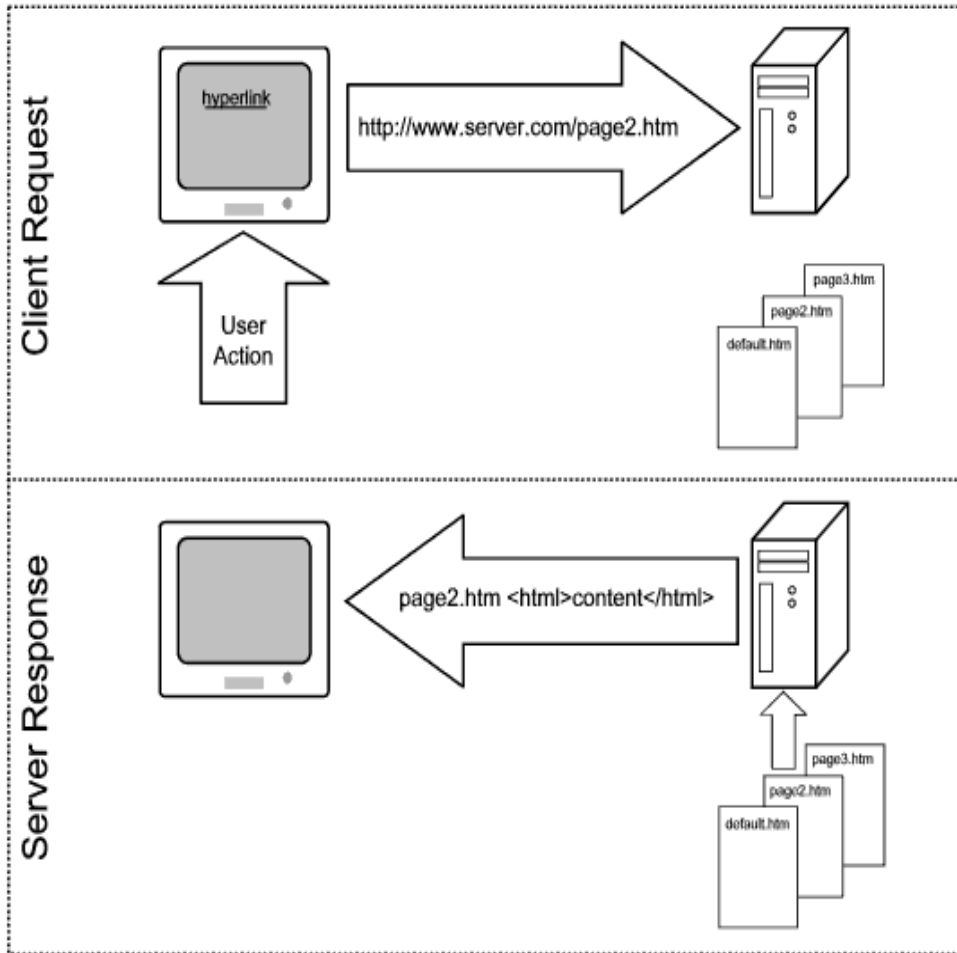 Client Request
hyperlink
http://www.server.com/page2.htm
User
Action
page3.htm
page2.htm
default.htm
Server Response
page2.htm <html>content</html>
page3.htm
page2.htm
default.htm